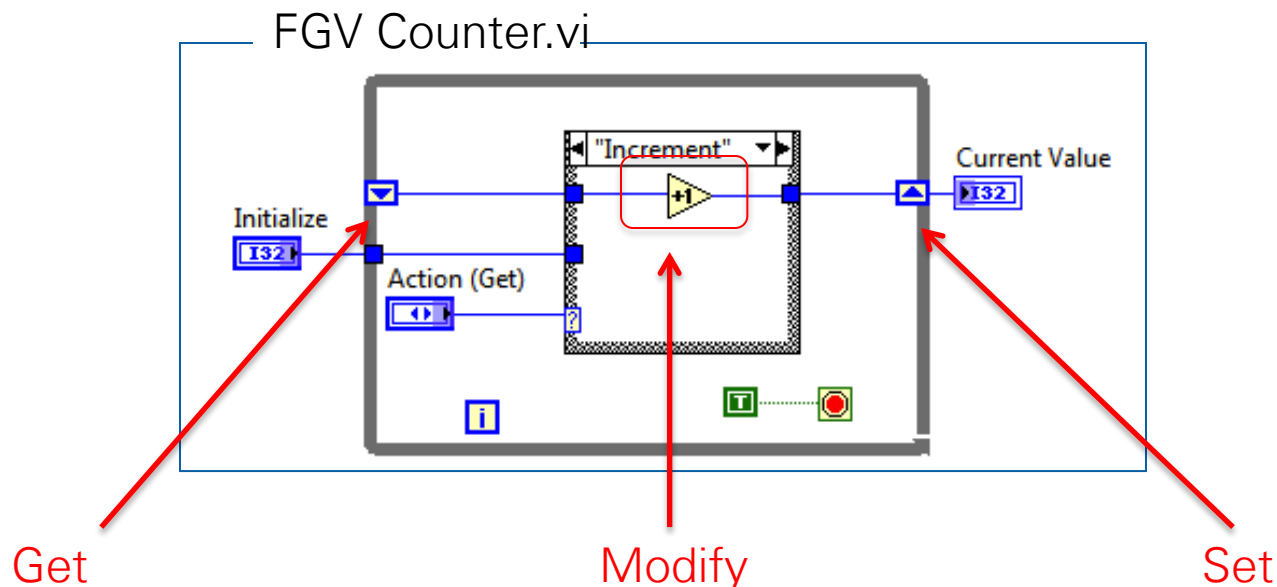 FGV Counter.vi
"Increment"
+1
Current Value
I32
Initialize
I32
Action (Get)
?
i
T
Get
Modify
Set